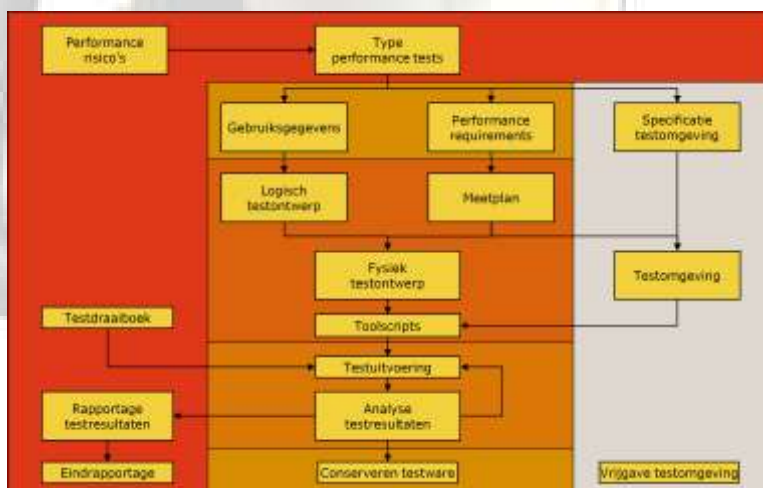 Performance
risico's
Type
performance tests
Gebruiksgegevens
Performance
requirements
Specificatie
testomgeving
Logisch
testontwerp
Meetplan
Fysiek
testontwerp
Testomgeving
Testdraaiboek
Toolscripts
Testuitvoering
Rapportage
testresultaten
Analyse
testresultaten
Eindrapportage
Conserveren testware
Vrijgave testomgeving